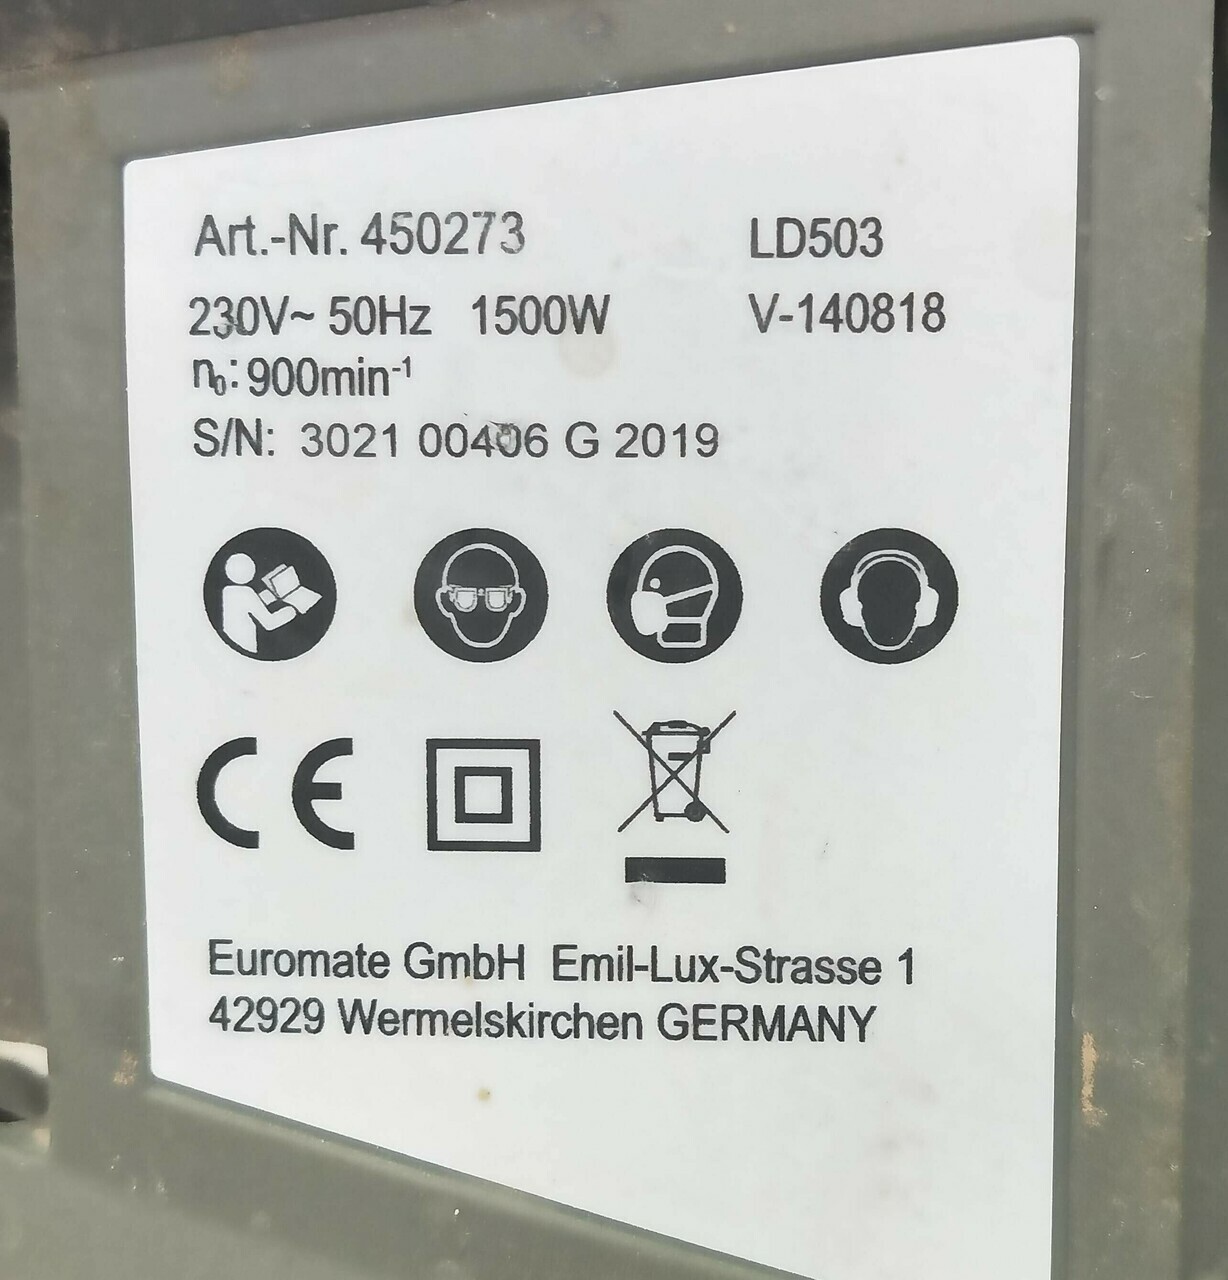 Art.-Nr. 450273 LD503
230V~ 50Hz 1500W V-140818
n₀: 900min⁻¹
S/N: 3021 00406 G 2019
CE
Euromate GmbH Emil-Lux-Strasse 1
42929 Wermelskirchen GERMANY